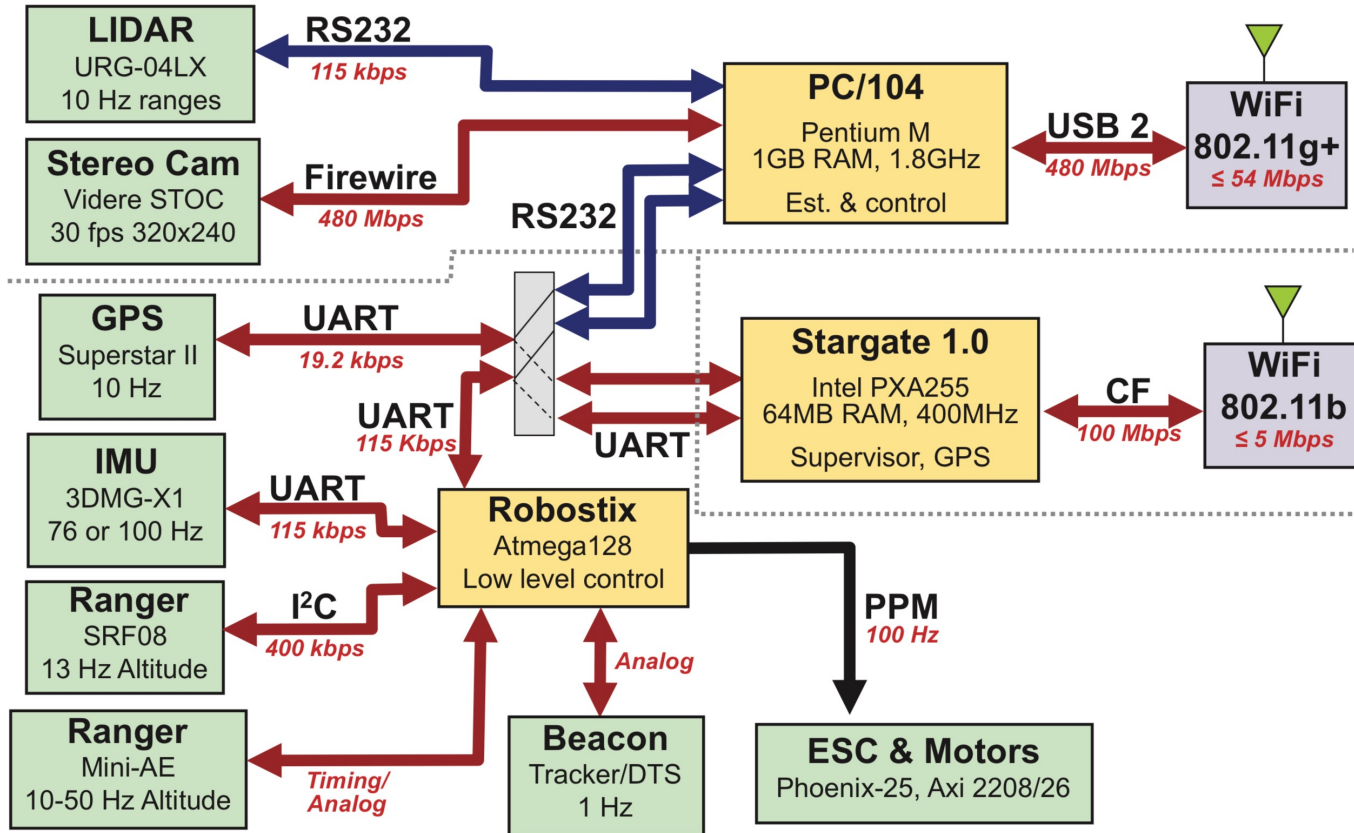 LIDAR
URG-04LX
10 Hz ranges
RS232
115 kbps
PC/104
Pentium M
1GB RAM, 1.8GHz
Est. & control
USB 2
480 Mbps
WiFi
802.11g+
≤ 54 Mbps
Stereo Cam
Videre STOC
30 fps 320x240
Firewire
480 Mbps
RS232
GPS
Superstar II
10 Hz
UART
19.2 kbps
Stargate 1.0
Intel PXA255
64MB RAM, 400MHz
Supervisor, GPS
CF
100 Mbps
WiFi
802.11b
≤ 5 Mbps
UART
115 Kbps
UART
IMU
3DMG-X1
76 or 100 Hz
UART
115 kbps
Robostix
Atmega128
Low level control
Ranger
SRF08
13 Hz Altitude
I²C
400 kbps
PPM
100 Hz
Analog
Ranger
Mini-AE
10-50 Hz Altitude
Timing/
Analog
Beacon
Tracker/DTS
1 Hz
ESC & Motors
Phoenix-25, Axi 2208/26